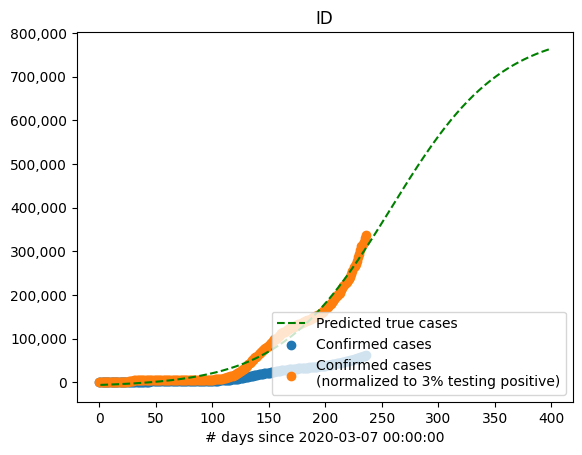 ID
800,000
700,000
600,000
500,000
400,000
300,000
200,000
100,000
0
Predicted true cases
Confirmed cases
Confirmed cases
(normalized to 3% testing positive)
0 50 100 150 200 250 300 350 400
# days since 2020-03-07 00:00:00